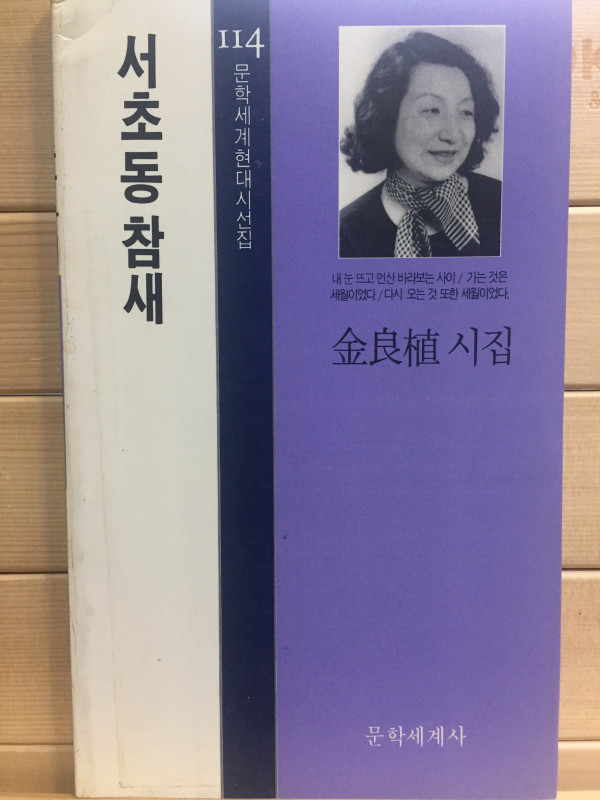 서초동 참새
114
문학세계현대시선집
내 눈 뜨고 먼산 바라보는 사이 / 가는 것은
세월이었다 / 다시 오는 것 또한 세월이었다.
金良植 시집
문학세계사